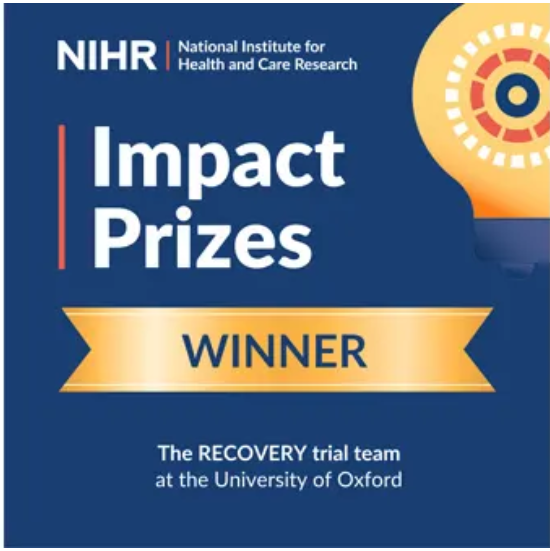 NIHR | National Institute for
Health and Care Research
Impact
Prizes
WINNER
The RECOVERY trial team
at the University of Oxford